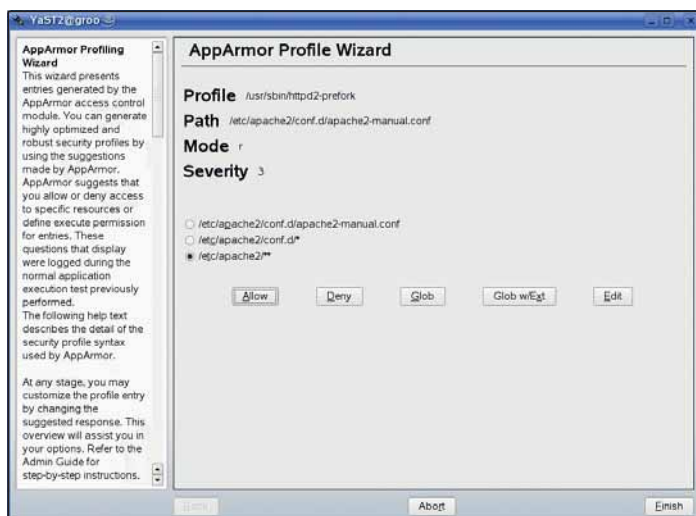 YaST2@groo
AppArmor Profiling
Wizard
This wizard presents
entries generated by the
AppArmor access control
module. You can generate
highly optimized and
robust security profiles by
using the suggestions
made by AppArmor.
AppArmor suggests that
you allow or deny access
to specific resources or
define execute permission
for entries. These
questions that display
were logged during the
normal application
execution test previously
performed.
The following help text
describes the detail of the
security profile syntax
used by AppArmor.
At any stage, you may
customize the profile entry
by changing the
suggested response. This
overview will assist you in
your options. Refer to the
Admin Guide for
step-by-step instructions.
AppArmor Profile Wizard
Profile /usr/sbin/httpd2-prefork
Path /etc/apache2/conf.d/apache2-manual.conf
Mode r
Severity 3
/etc/apache2/conf.d/apache2-manual.conf
/etc/apache2/conf.d/*
/etc/apache2/**
Allow Deny Glob Glob w/Ext Edit
Back Abort Finish